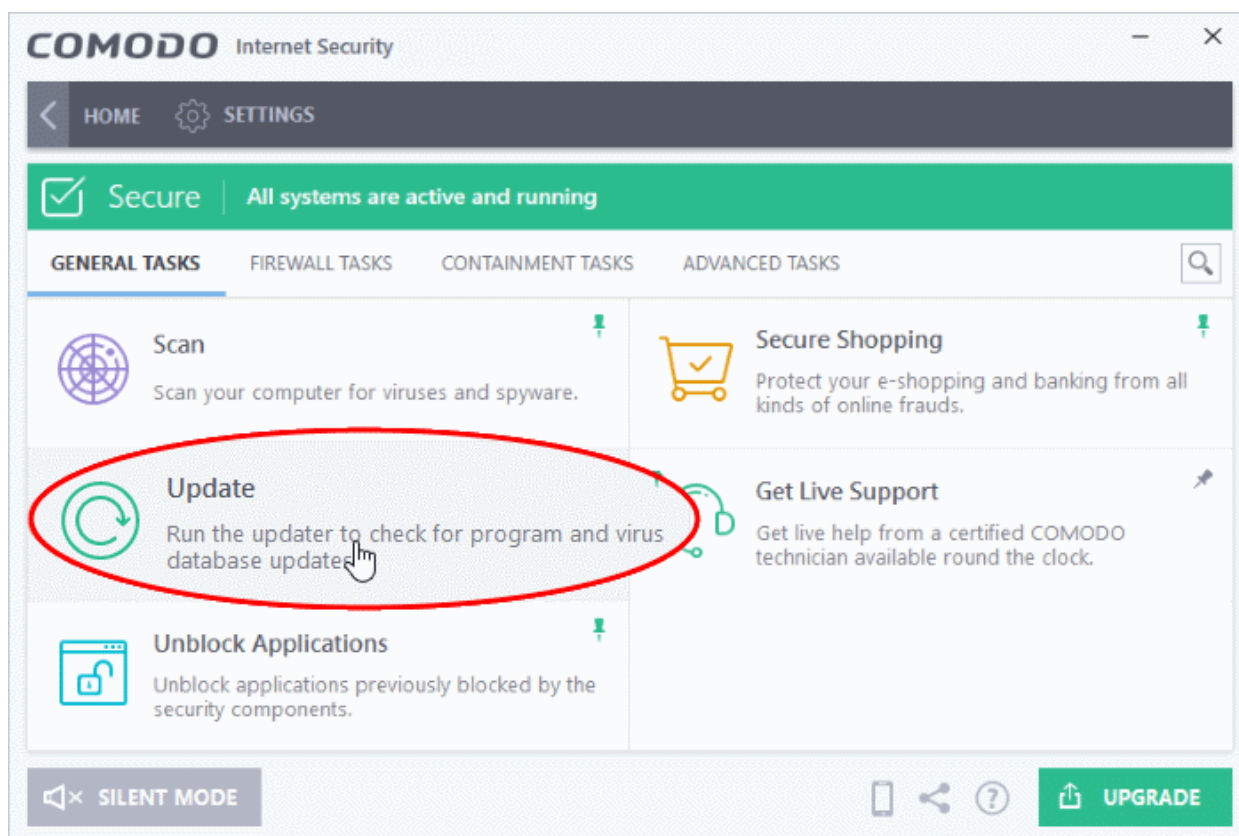 COMODO Internet Security
HOME SETTINGS
Secure All systems are active and running
GENERAL TASKS FIREWALL TASKS CONTAINMENT TASKS ADVANCED TASKS
Scan
Scan your computer for viruses and spyware.
Secure Shopping
Protect your e-shopping and banking from all
kinds of online frauds.
Update
Run the updater to check for program and virus
database updates
Get Live Support
Get live help from a certified COMODO
technician available round the clock.
Unblock Applications
Unblock applications previously blocked by the
security components.
SILENT MODE
UPGRADE